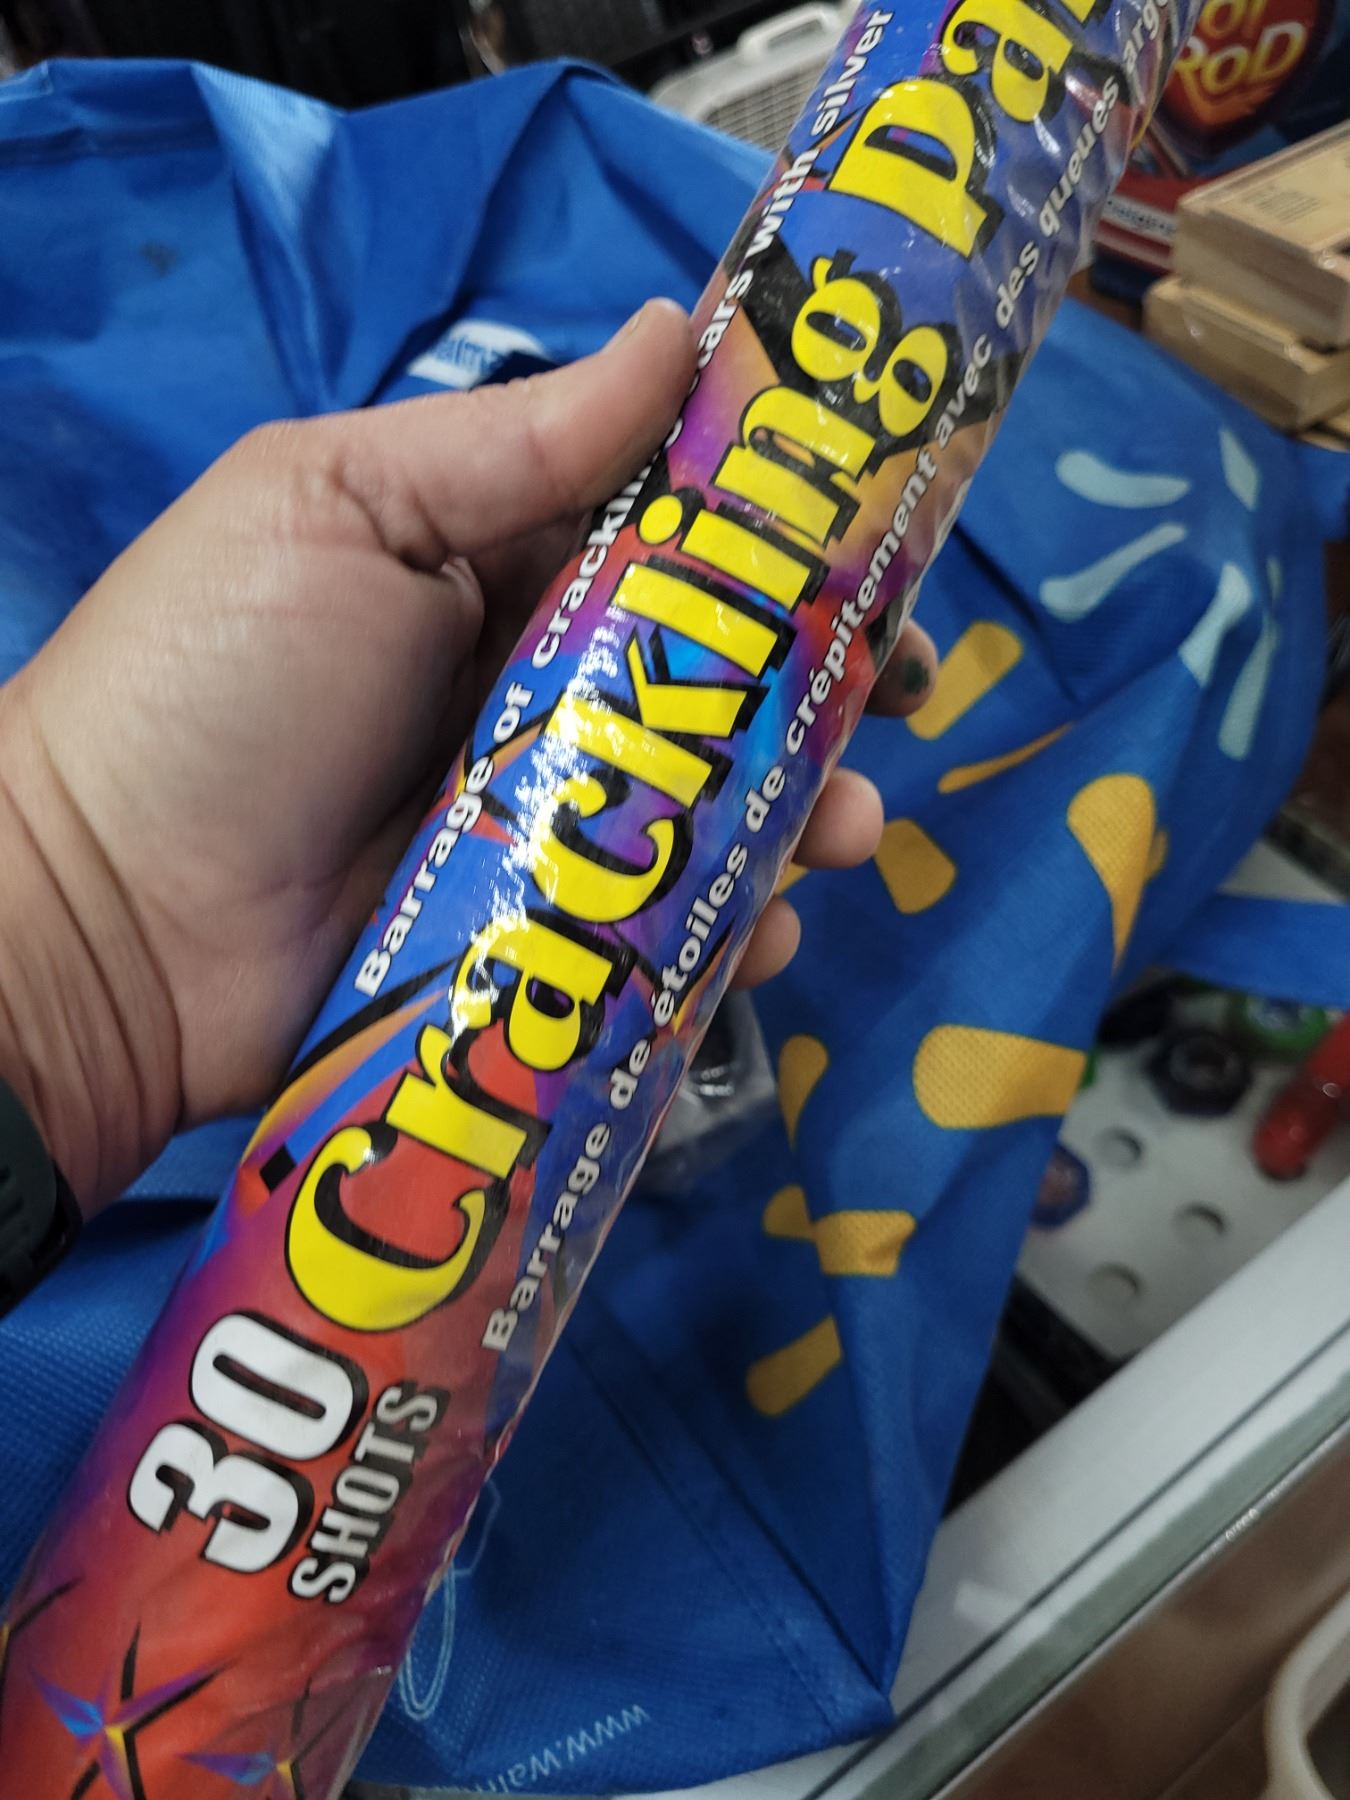 30
SHOTS
Crackling Pa
Barrage of crackling stars with silver
Barrage de étoiles de crépitement avec des queues
RoD
www.walm